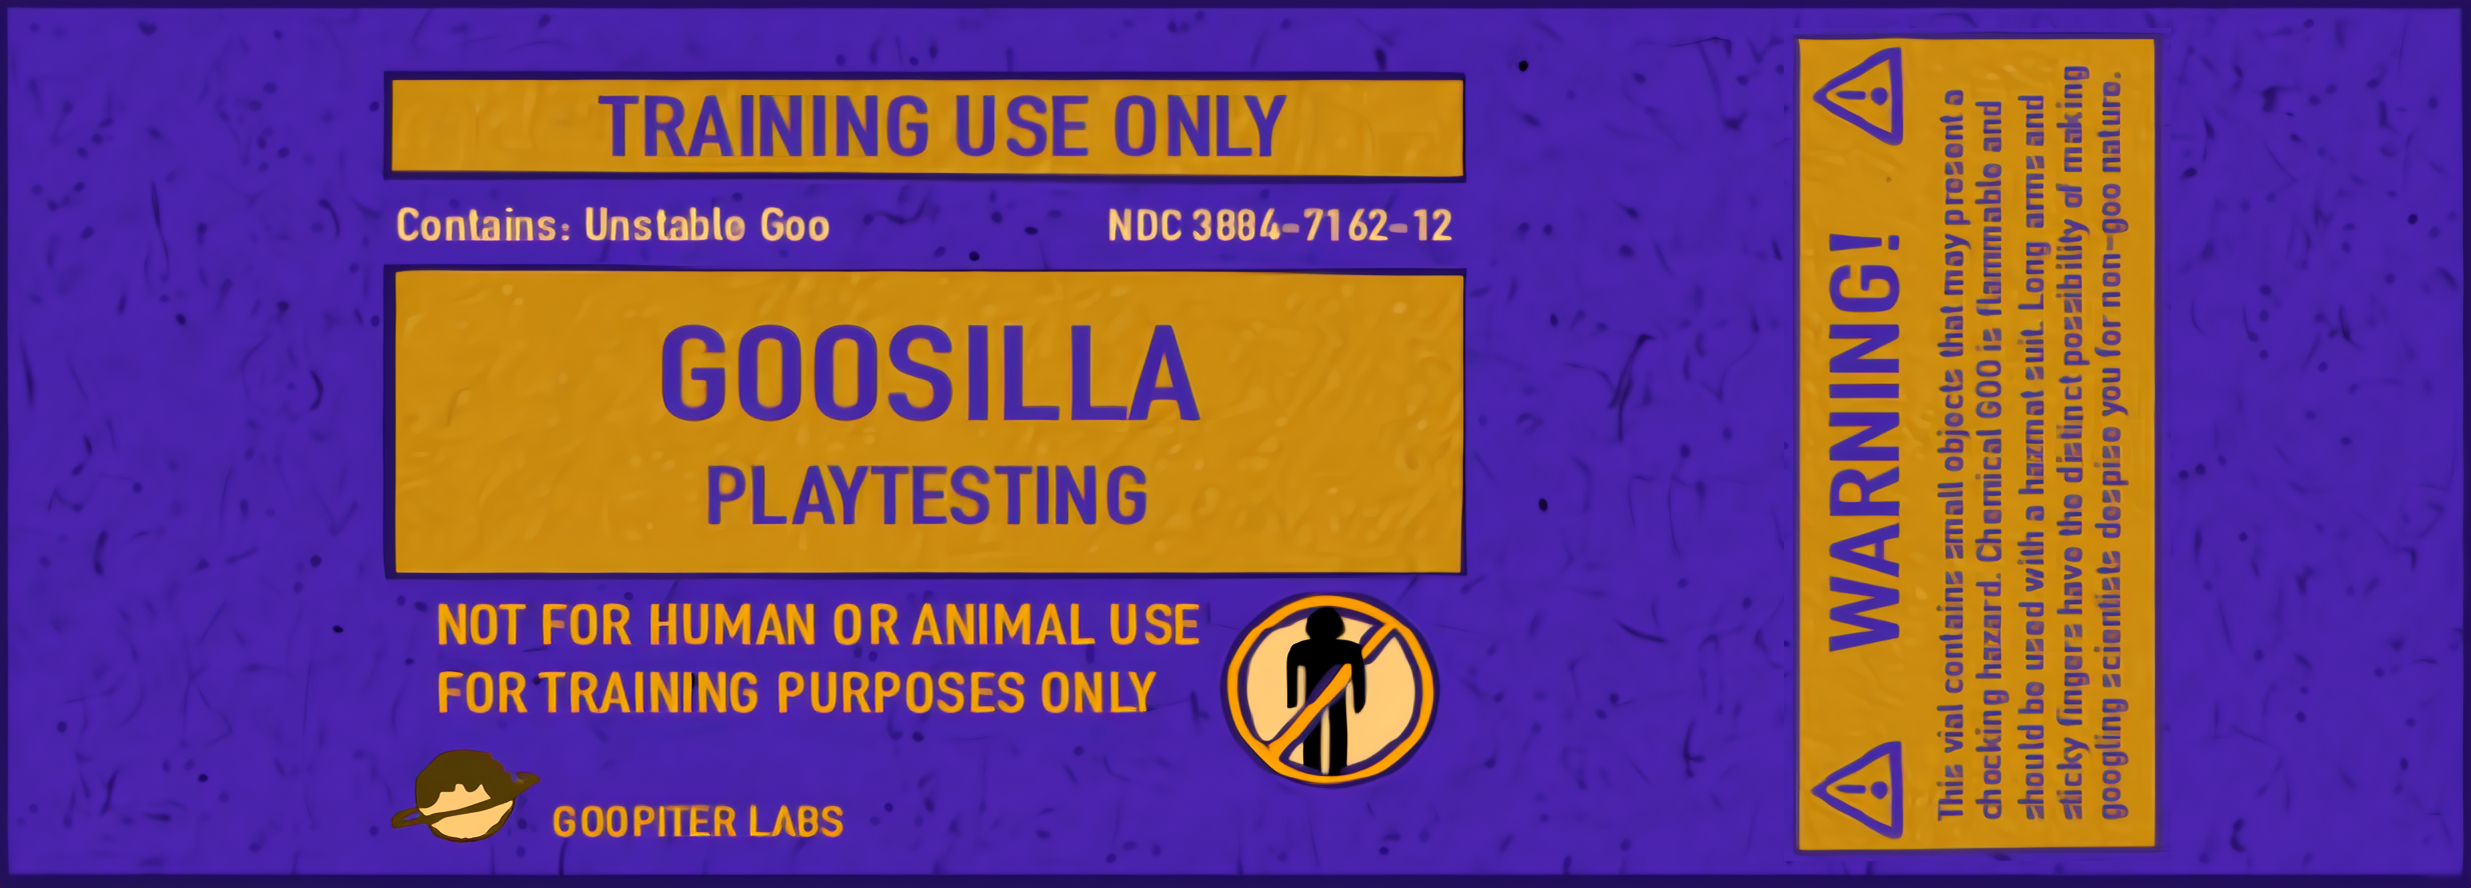 TRAINING USE ONLY
Contains: Unstable Goo
NDC 3884-7162-12
GOOSILLA
PLAYTESTING
NOT FOR HUMAN OR ANIMAL USE
FOR TRAINING PURPOSES ONLY
GOOPITER LABS
WARNING!
This vial contains small objects that may present a
chocking hazard. Chemical GOO is flammable and
should be used with a hazmat suit. Long arms and
sticky fingers have the distinct possibility of making
googling scientists despise you for non-goo nature.